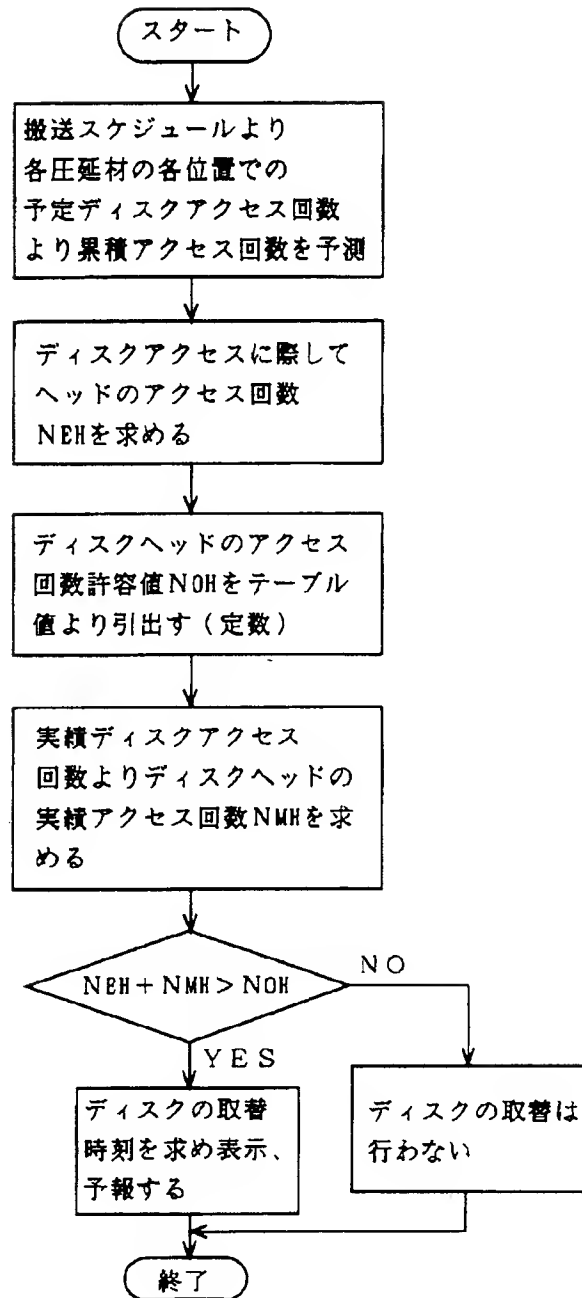 スタート
搬送スケジュールより
各圧延材の各位置での
予定ディスクアクセス回数
より累積アクセス回数を予測
ディスクアクセスに際して
ヘッドのアクセス回数
NEHを求める
ディスクヘッドのアクセス
回数許容値NOHをテーブル
値より引出す(定数)
実績ディスクアクセス
回数よりディスクヘッドの
実績アクセス回数NMHを求
める
NEH+NMH>NOH
NO
YES
ディスクの取替
時刻を求め表示、
予報する
ディスクの取替は
行わない
終了